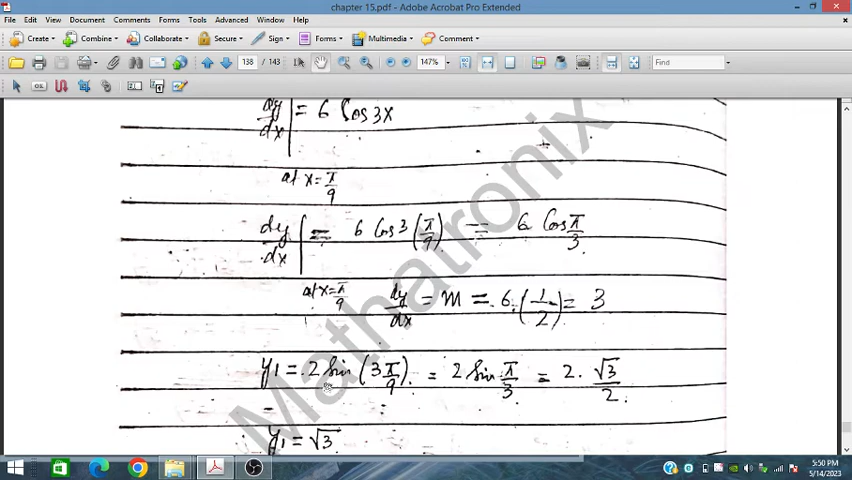 chapter 15.pdf - Adobe Acrobat Pro Extended
File Edit View Document Comments Forms Tools Advanced Window Help
Create Combine Collaborate Secure Sign Forms Multimedia Comment
138 / 143 147% Find
dy/dx | = 6 Cos 3x
at x = π/9
dy/dx | = 6 Cos 3 (π/9) = 6 Cos π/3
at x = π/9 dy/dx = m = 6 · (1/2) = 3
y1 = 2 sin (3π/9) = 2 sin π/3 = 2 · √3/2
y1 = √3
Mathatronix
5:50 PM
5/14/2023